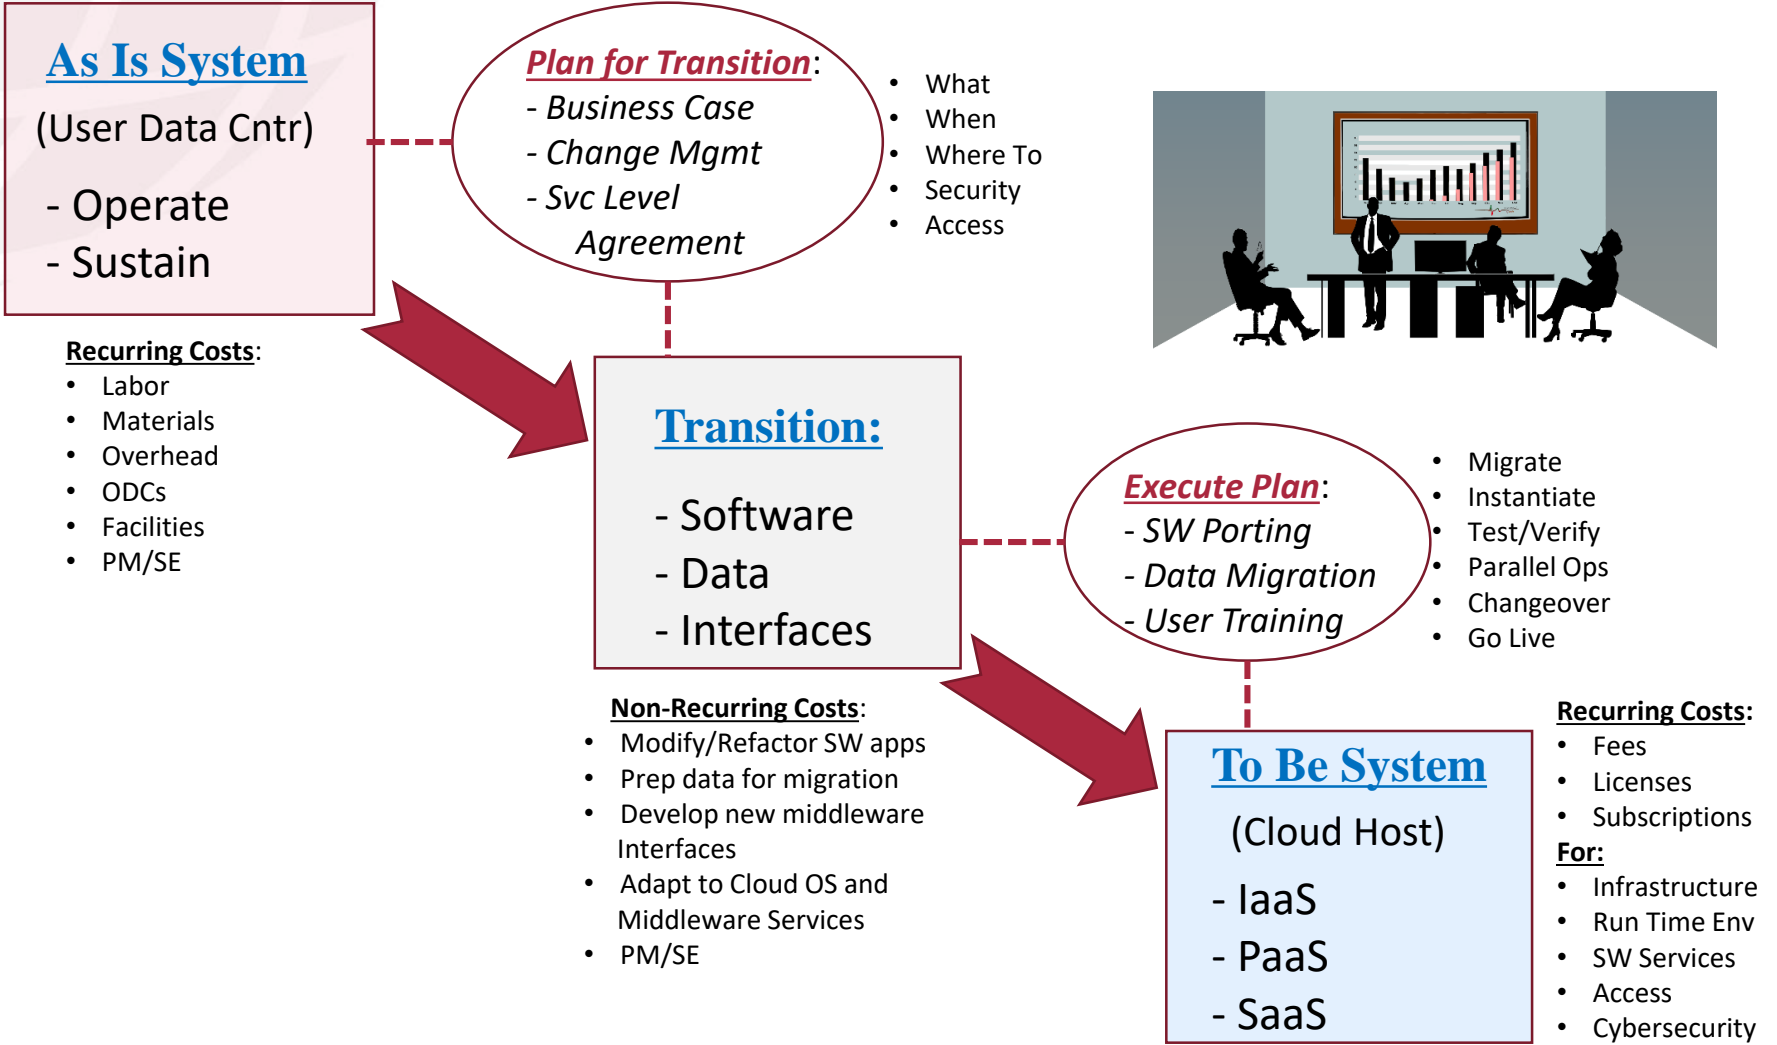 As Is System
(User Data Cntr)
- Operate
- Sustain
Plan for Transition:
- Business Case
- Change Mgmt
- Svc Level
Agreement
• What
• When
• Where To
• Security
• Access
Recurring Costs:
• Labor
• Materials
• Overhead
• ODCs
• Facilities
• PM/SE
Transition:
- Software
- Data
- Interfaces
Execute Plan:
- SW Porting
- Data Migration
- User Training
• Migrate
• Instantiate
• Test/Verify
• Parallel Ops
• Changeover
• Go Live
Non-Recurring Costs:
• Modify/Refactor SW apps
• Prep data for migration
• Develop new middleware
Interfaces
• Adapt to Cloud OS and
Middleware Services
• PM/SE
To Be System
(Cloud Host)
- IaaS
- PaaS
- SaaS
Recurring Costs:
• Fees
• Licenses
• Subscriptions
For:
• Infrastructure
• Run Time Env
• SW Services
• Access
• Cybersecurity